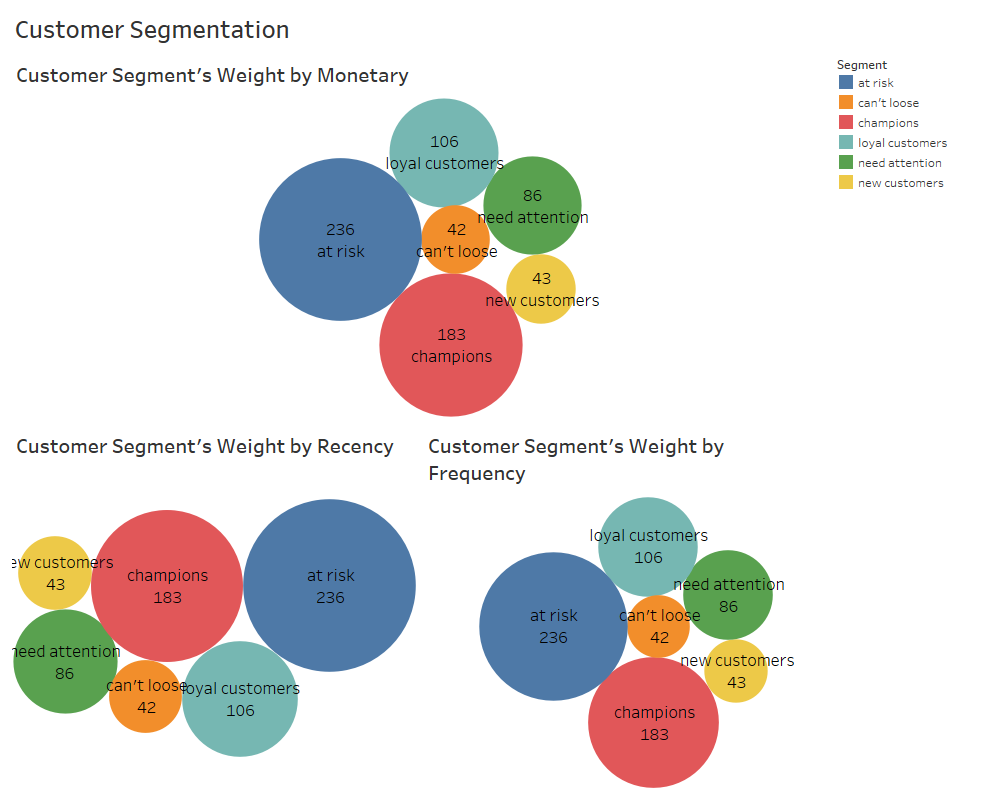 Customer Segmentation
Customer Segment's Weight by Monetary
Segment
at risk
can't loose
champions
loyal customers
need attention
new customers
106
loyal customers
86
need attention
236
at risk
42
can't loose
43
new customers
183
champions
Customer Segment's Weight by Recency
ew customers
43
champions
183
at risk
236
need attention
86
can't loose
42
loyal customers
106
Customer Segment's Weight by
Frequency
loyal customers
106
need attention
86
at risk
236
can't loose
42
new customers
43
champions
183